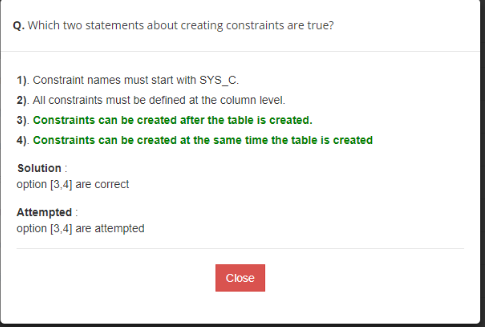 Q. Which two statements about creating constraints are true?
1). Constraint names must start with SYS_C.
2). All constraints must be defined at the column level.
3). Constraints can be created after the table is created.
4). Constraints can be created at the same time the table is created
Solution :
option [3,4] are correct
Attempted :
option [3,4] are attempted
Close